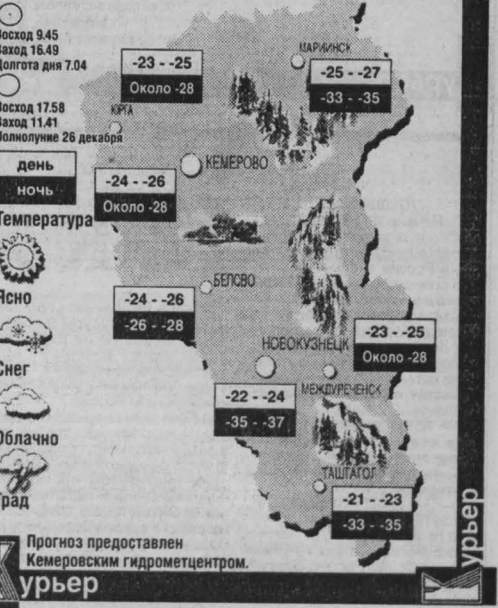 Восход 9.45
Заход 16.49
Долгота дня 7.04
Восход 17.58
Заход 11.41
Полнолуние 26 декабря
день
ночь
Температура
Ясно
Снег
Облачно
Град
-23 - -25
Около -28
ЮРГА
МАРИИНСК
-25 - -27
-33 - -35
КЕМЕРОВО
-24 - -26
Около -28
БЕЛОВО
-24 - -26
-26 - -28
НОВОКУЗНЕЦК
-22 - -24
-35 - -37
-23 - -25
Около -28
МЕЖДУРЕЧЕНСК
ТАШТАГОЛ
-21 - -23
-33 - -35
Прогноз предоставлен
Кемеровским гидрометцентром.
Курьер
урьер